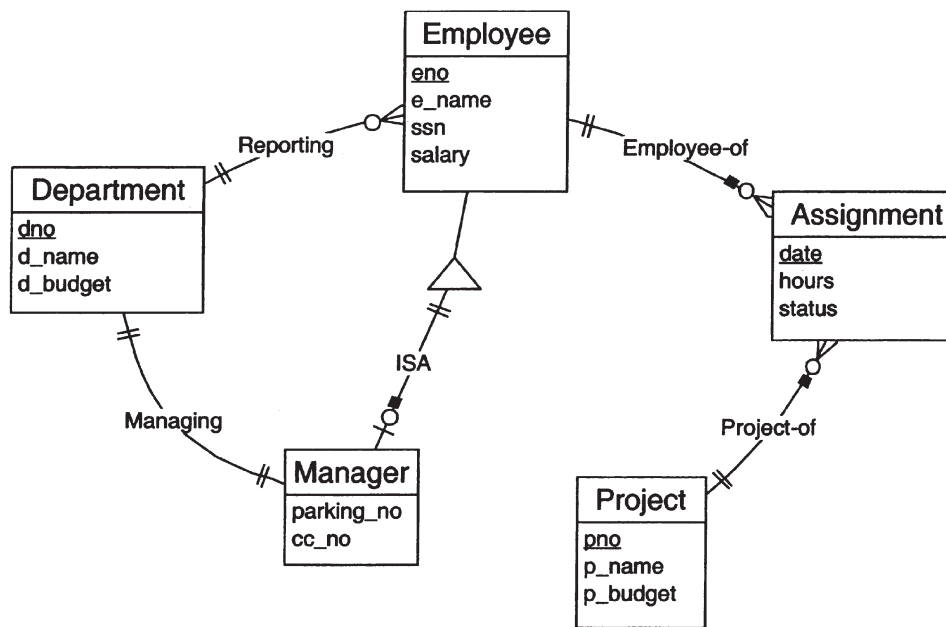 Employee
eno
e_name
ssn
salary
Reporting
Employee-of
Department
dno
d_name
d_budget
Assignment
date
hours
status
ISA
Managing
Project-of
Manager
parking_no
cc_no
Project
pno
p_name
p_budget